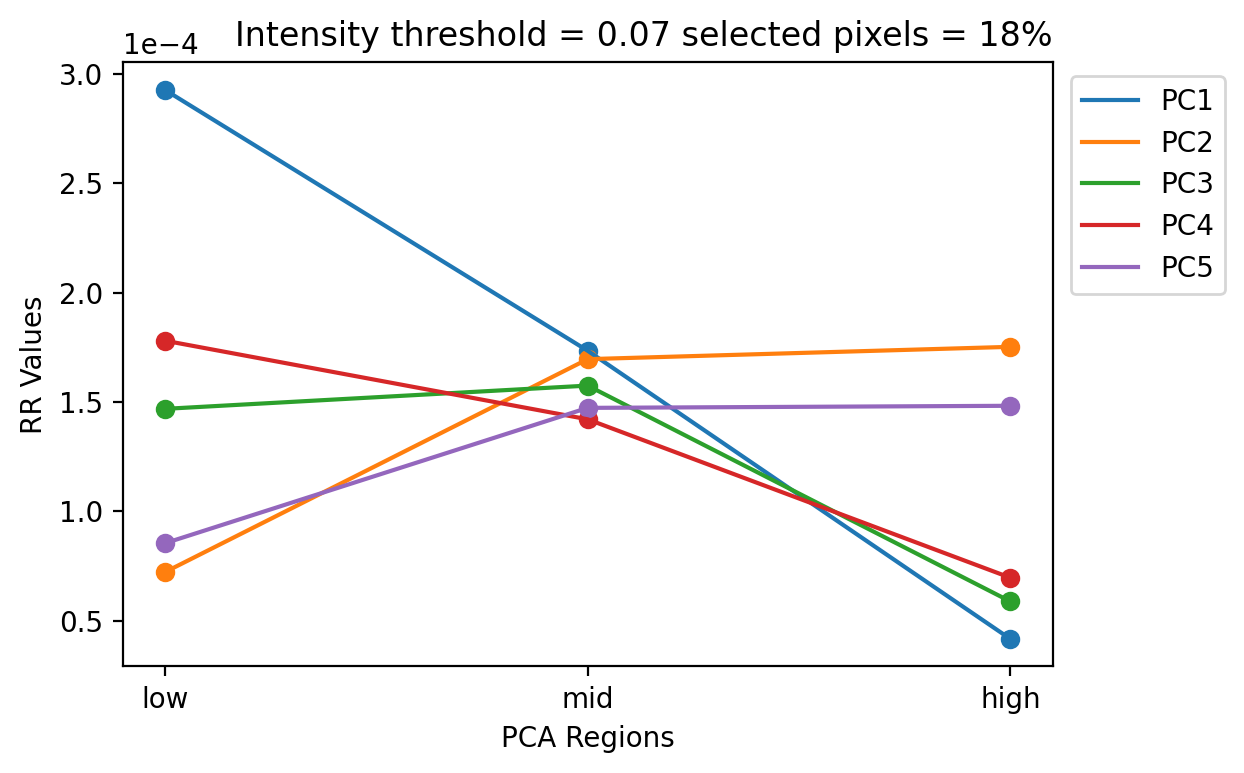 Intensity threshold = 0.07 selected pixels = 18%
1e−4
3.0
2.5
2.0
1.5
1.0
0.5
RR Values
low
mid
high
PCA Regions
PC1
PC2
PC3
PC4
PC5